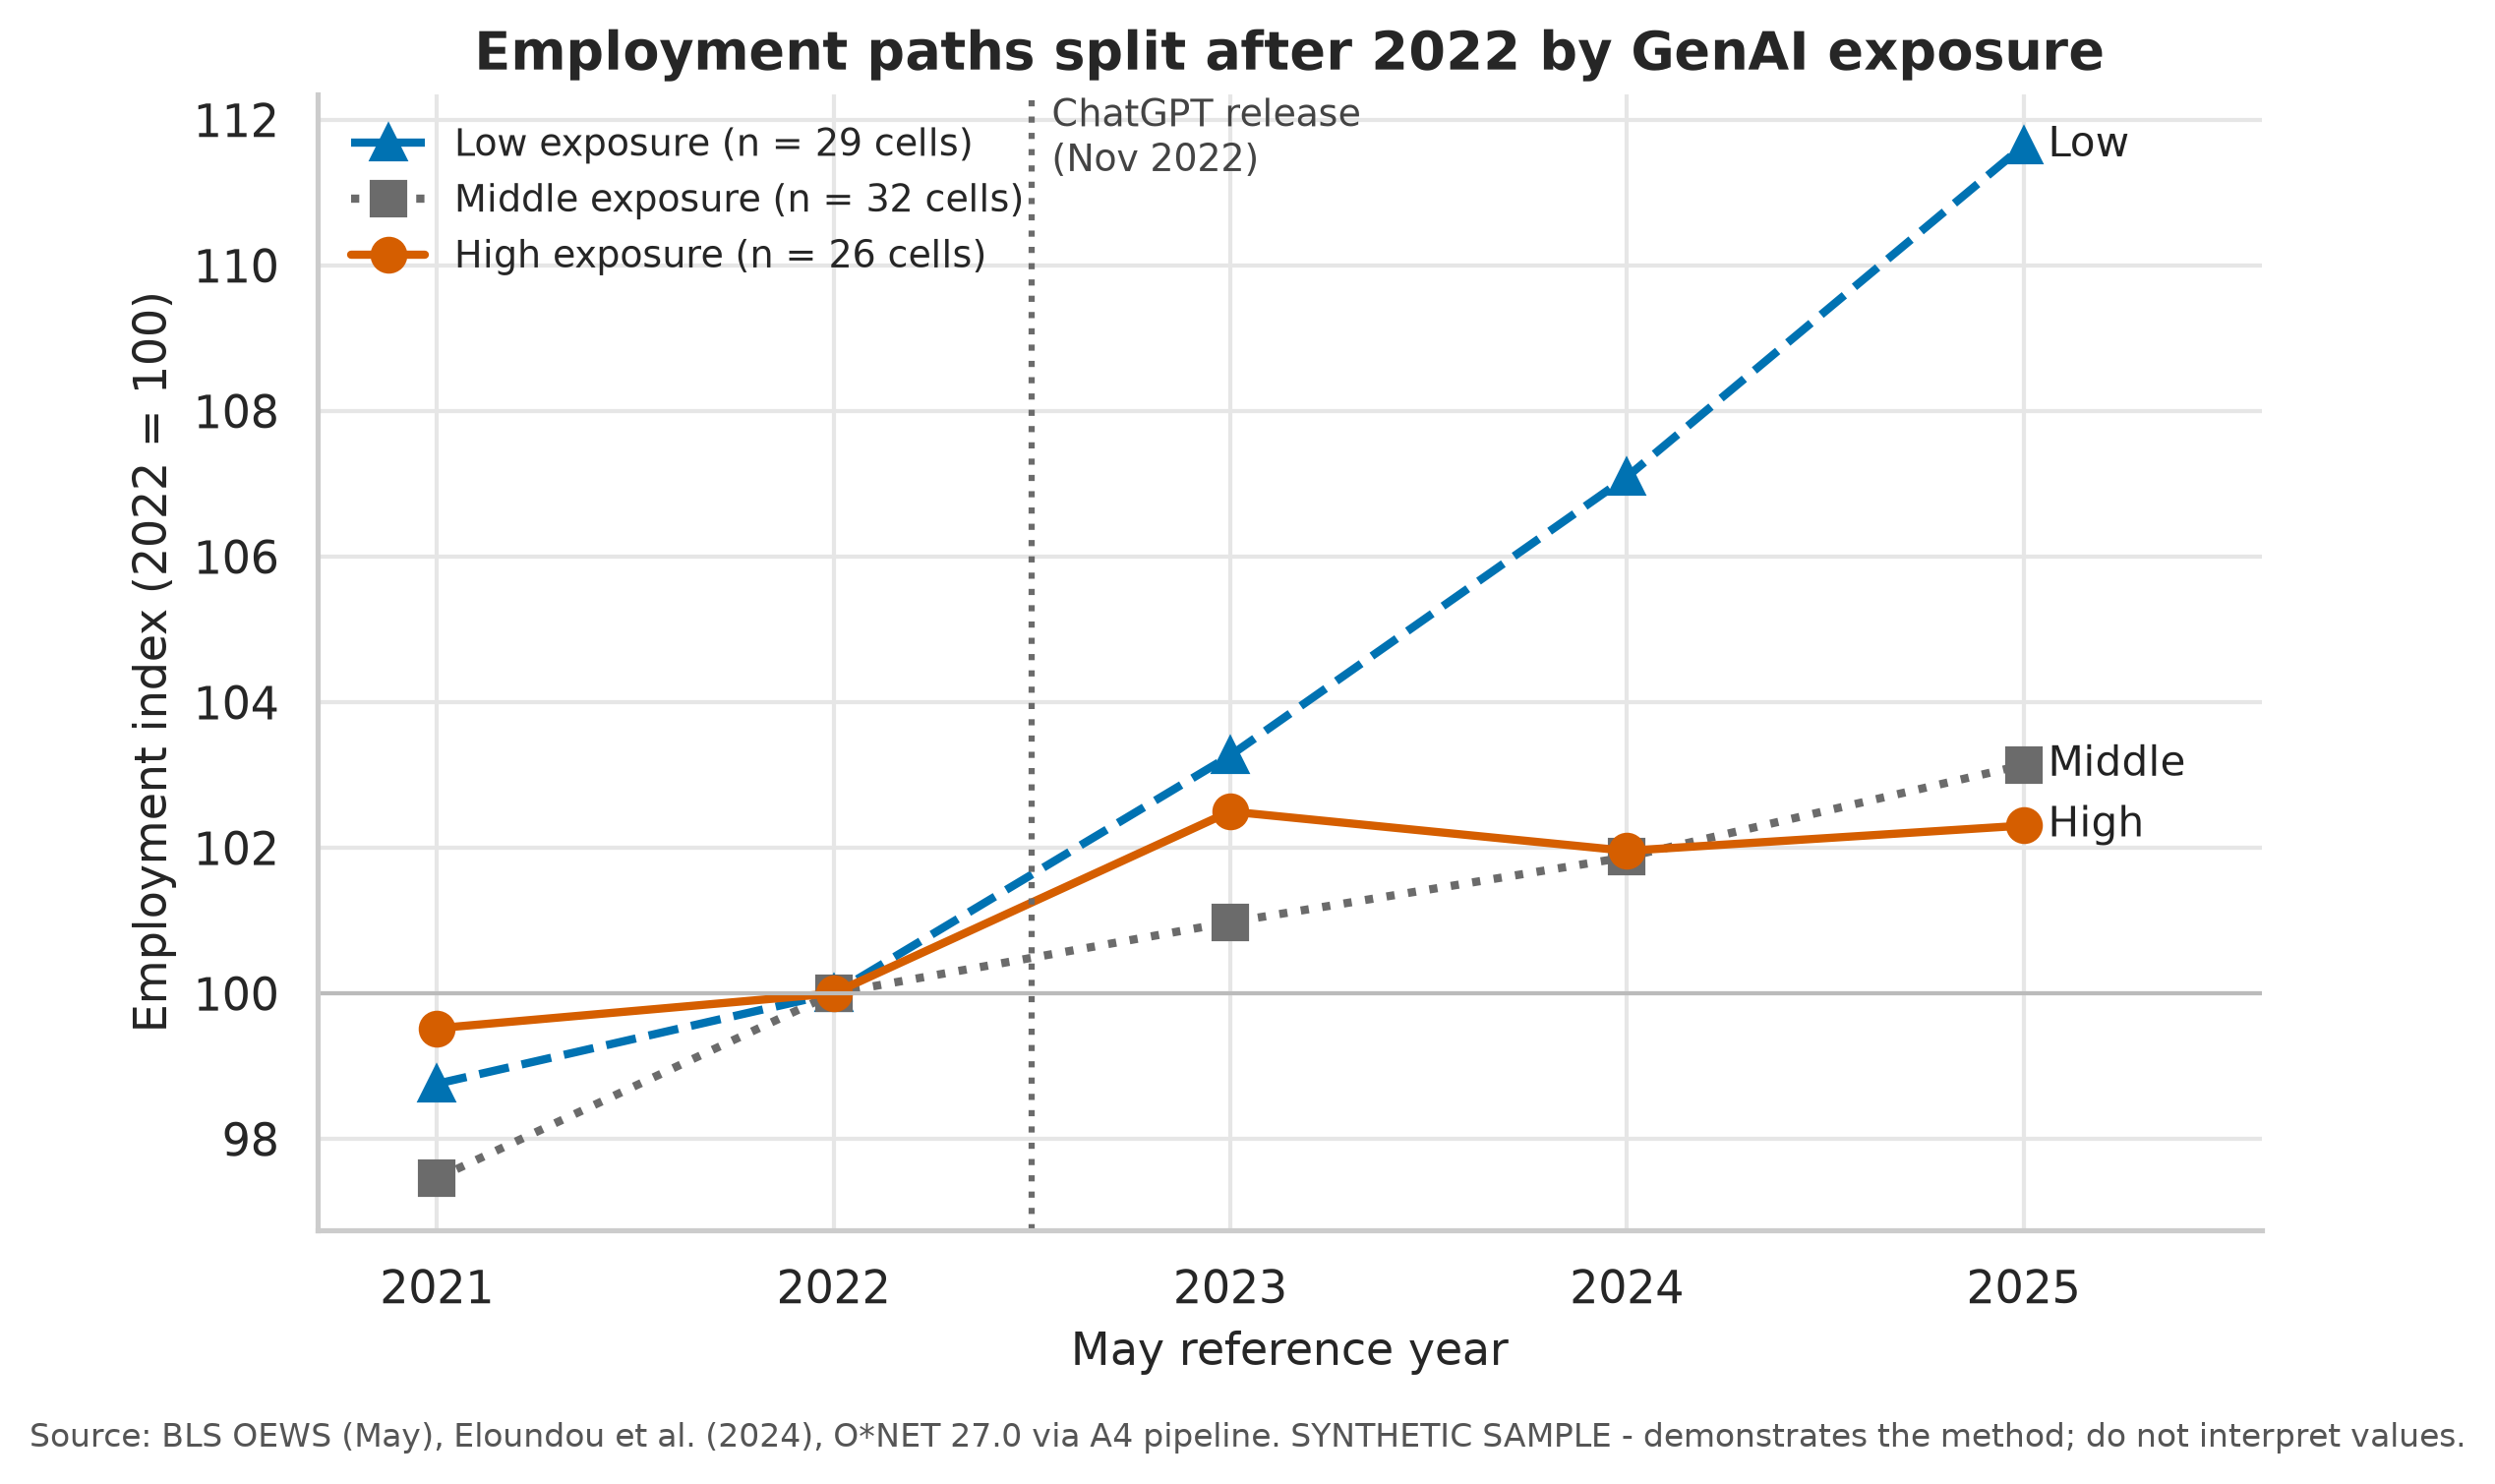 Employment paths split after 2022 by GenAI exposure
ChatGPT release
(Nov 2022)
Low exposure (n = 29 cells)
Middle exposure (n = 32 cells)
High exposure (n = 26 cells)
Employment index (2022 = 100)
112
110
108
106
104
102
100
98
Low
Middle
High
2021 2022 2023 2024 2025
May reference year
Source: BLS OEWS (May), Eloundou et al. (2024), O*NET 27.0 via A4 pipeline. SYNTHETIC SAMPLE - demonstrates the method; do not interpret values.